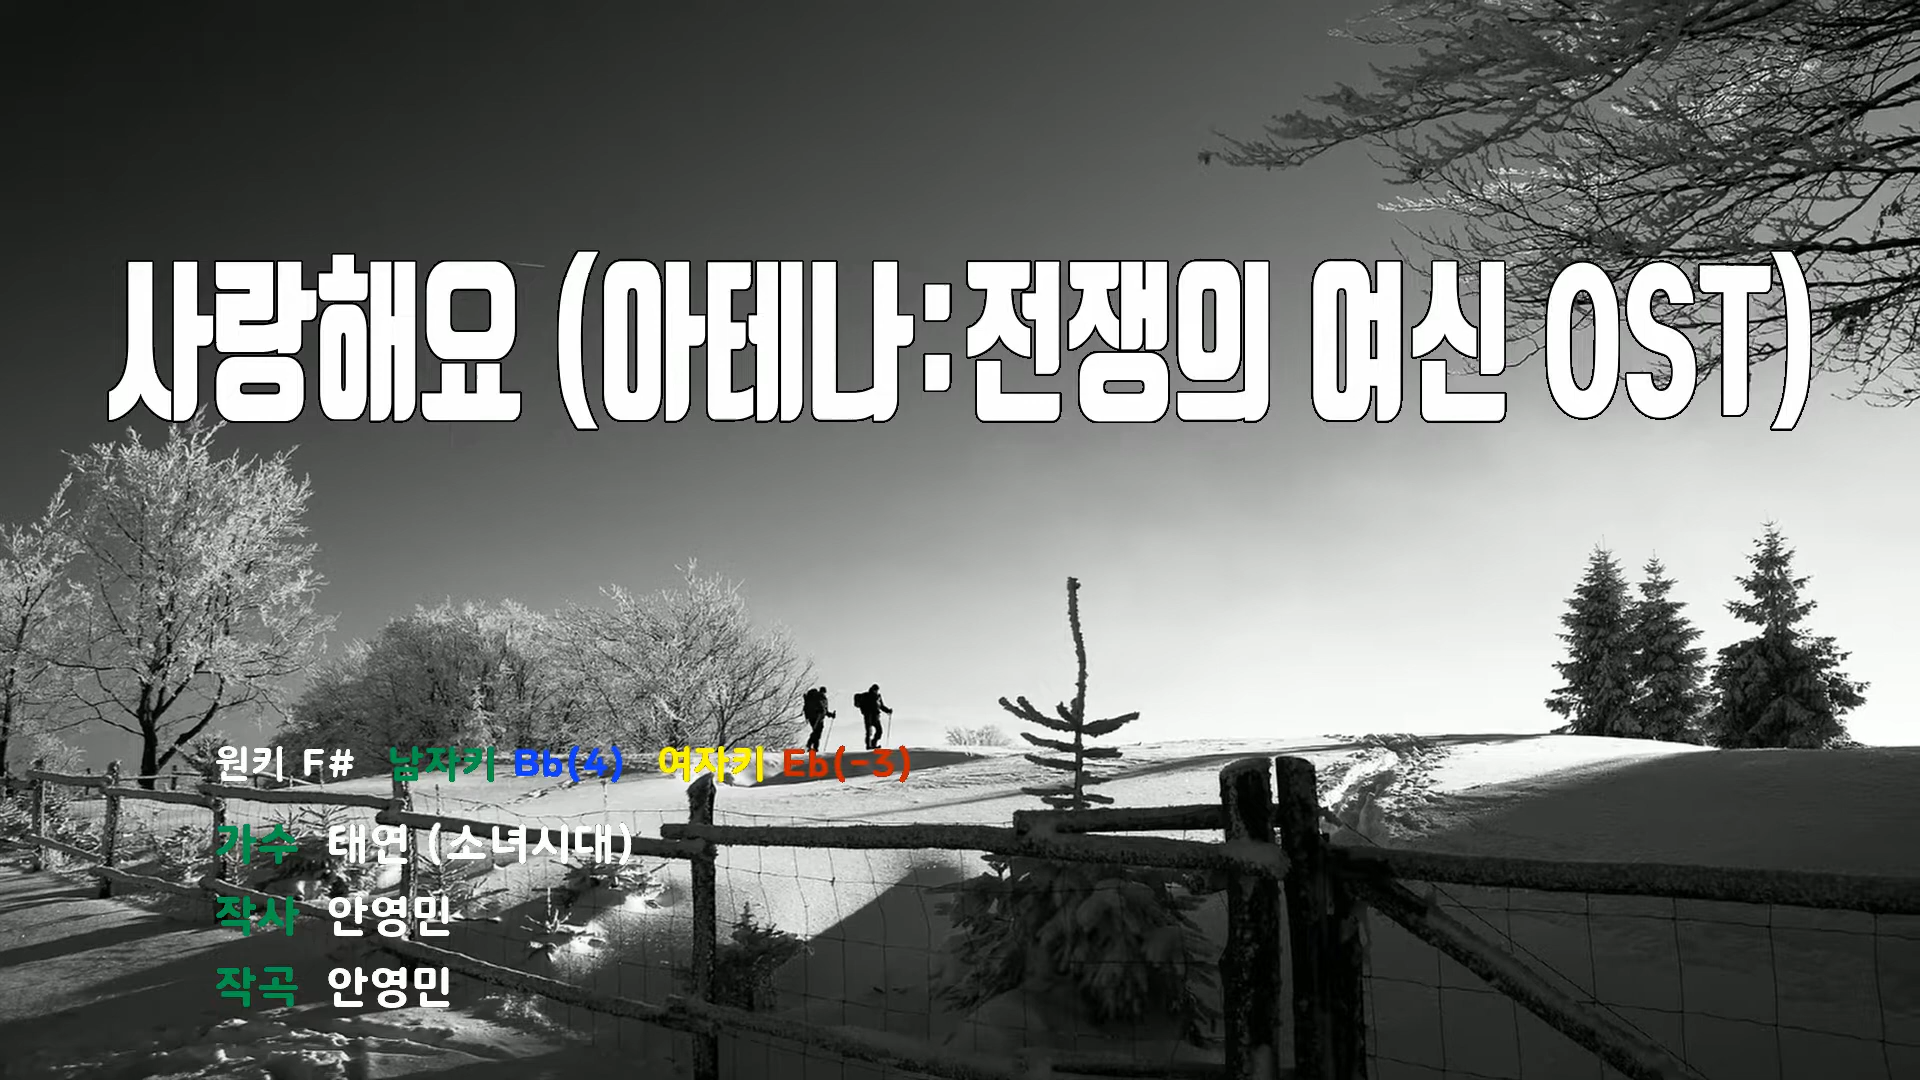 사랑해요 (아테나:전쟁의 여신 OST)
원키 F# 남자키 Bb(4) 여자키 Eb(-3)
가수 태연 (소녀시대)
작사 안영민
작곡 안영민